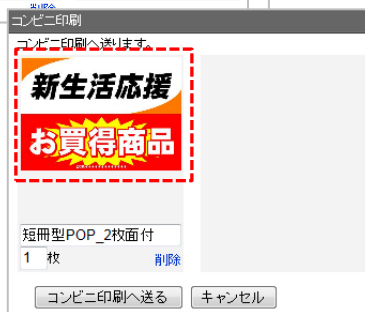 コンビニ印刷
コンビニ印刷へ送ります。
新生活応援
お買得商品
短冊型POP_2枚面付
1 枚 削除
コンビニ印刷へ送る キャンセル